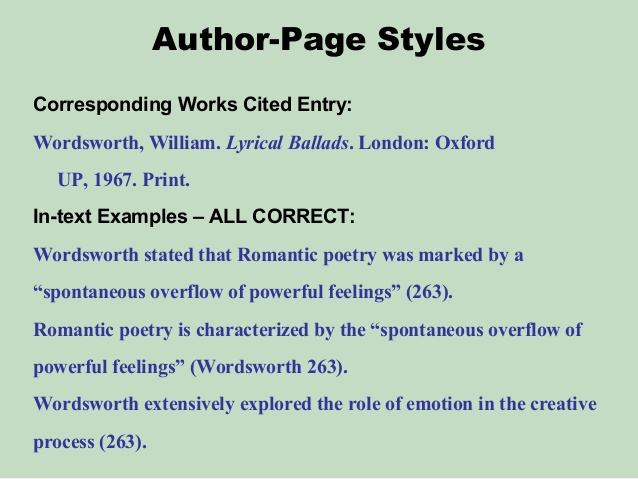 Author-Page Styles
Corresponding Works Cited Entry:
Wordsworth, William. Lyrical Ballads. London: Oxford
UP, 1967. Print.
In-text Examples – ALL CORRECT:
Wordsworth stated that Romantic poetry was marked by a
“spontaneous overflow of powerful feelings” (263).
Romantic poetry is characterized by the “spontaneous overflow of
powerful feelings” (Wordsworth 263).
Wordsworth extensively explored the role of emotion in the creative
process (263).